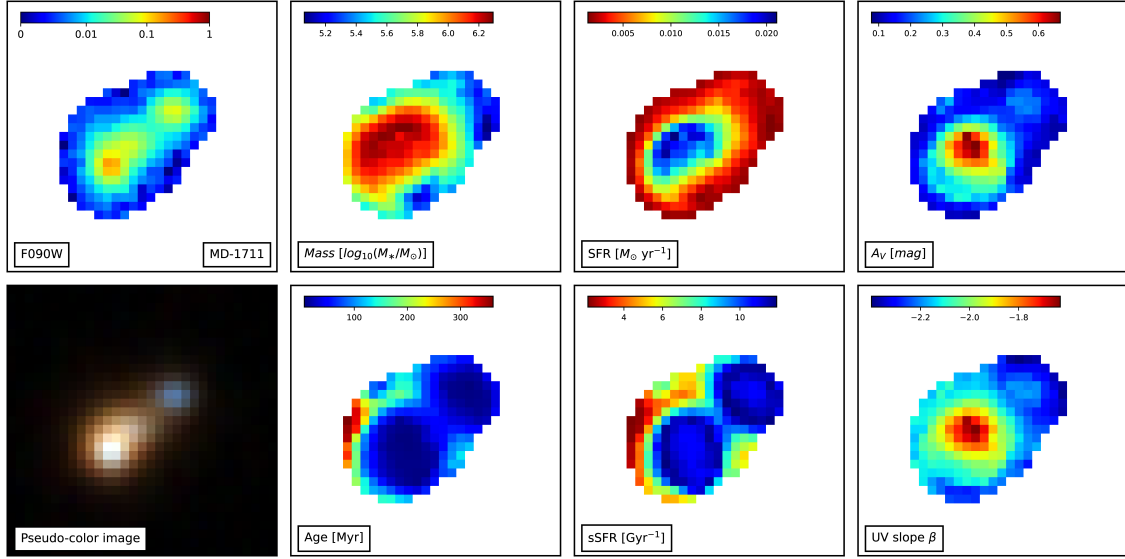 0 0.01 0.1 1
F090W MD-1711
5.2 5.4 5.6 5.8 6.0 6.2
Mass [log₁₀(M*/M⊙)]
0.005 0.010 0.015 0.020
SFR [M⊙ yr⁻¹]
0.1 0.2 0.3 0.4 0.5 0.6
A_V [mag]
Pseudo-color image
100 200 300
Age [Myr]
4 6 8 10
sSFR [Gyr⁻¹]
−2.2 −2.0 −1.8
UV slope β